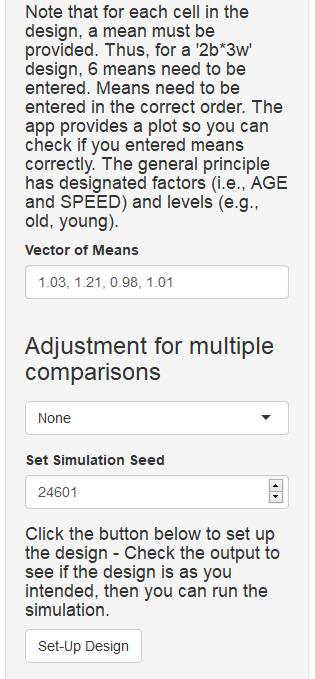 Note that for each cell in the
design, a mean must be
provided. Thus, for a '2b*3w'
design, 6 means need to be
entered. Means need to be
entered in the correct order. The
app provides a plot so you can
check if you entered means
correctly. The general principle
has designated factors (i.e., AGE
and SPEED) and levels (e.g.,
old, young).
Vector of Means
1.03, 1.21, 0.98, 1.01
Adjustment for multiple
comparisons
None
Set Simulation Seed
24601
Click the button below to set up
the design - Check the output to
see if the design is as you
intended, then you can run the
simulation.
Set-Up Design